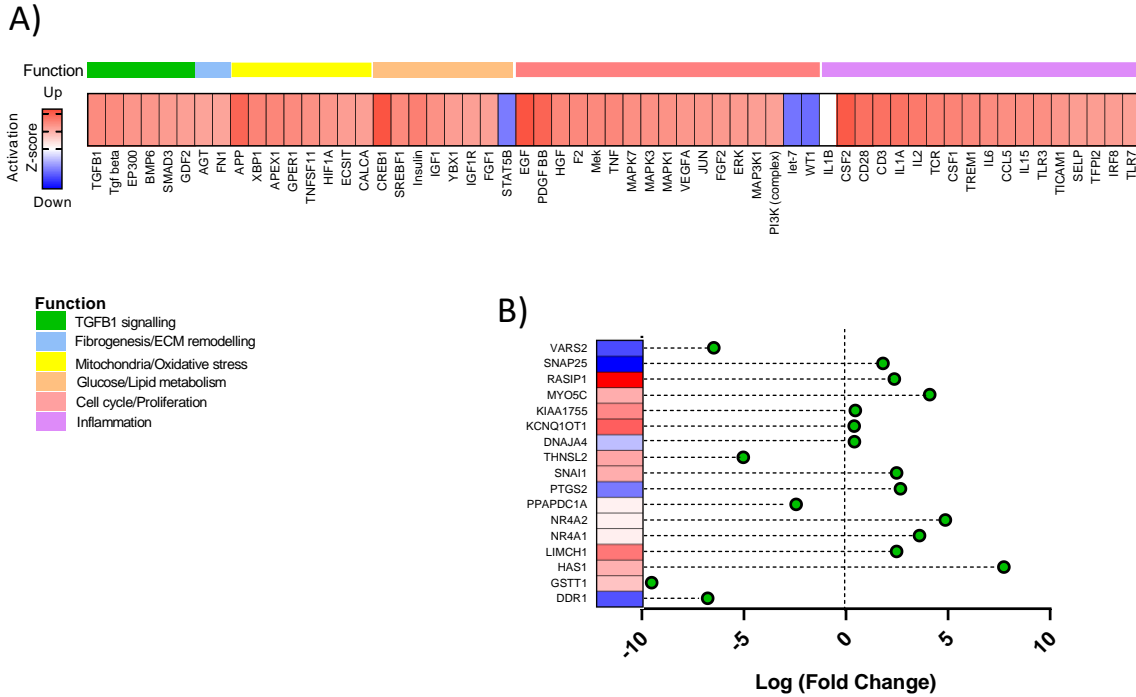 A)
Function
Up
Activation
Z-score
Down
TGFB1
Tgf beta
EP300
BMP6
SMAD3
GDF2
AGT
FN1
APP
XBP1
APEX1
GPER1
TNFSF11
HIF1A
ECSIT
CALCA
CREB1
SREBF1
Insulin
IGF1
YBX1
IGF1R
FGF1
STAT5B
EGF
PDGF BB
HGF
F2
Mek
TNF
MAPK7
MAPK3
MAPK1
VEGFA
JUN
FGF2
ERK
MAP3K1
PI3K (complex)
let-7
WT1
IL1B
CSF2
CD28
CD3
IL1A
IL2
TCR
CSF1
TREM1
IL6
CCL5
IL15
TLR3
TICAM1
SELP
TFPI2
IRF8
TLR7
Function
TGFB1 signalling
Fibrogenesis/ECM remodelling
Mitochondria/Oxidative stress
Glucose/Lipid metabolism
Cell cycle/Proliferation
Inflammation
B)
VARS2
SNAP25
RASIP1
MYO5C
KIAA1755
KCNQ1OT1
DNAJA4
THNSL2
SNAI1
PTGS2
PPAPDC1A
NR4A2
NR4A1
LIMCH1
HAS1
GSTT1
DDR1
-10 -5 0 5 10
Log (Fold Change)